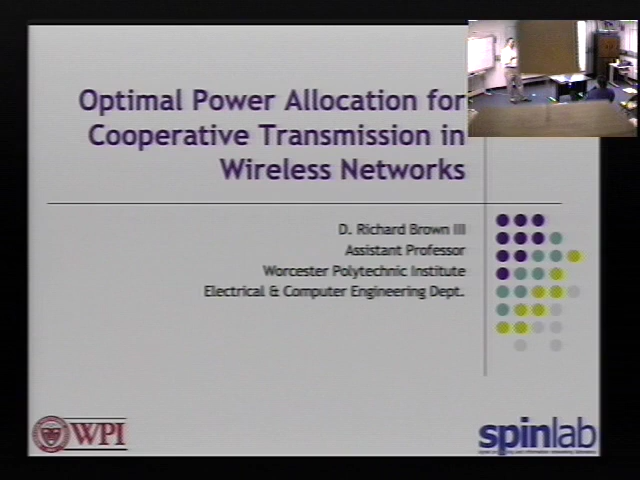 Optimal Power Allocation for
Cooperative Transmission in
Wireless Networks
D. Richard Brown III
Assistant Professor
Worcester Polytechnic Institute
Electrical & Computer Engineering Dept.
WPI
spinlab